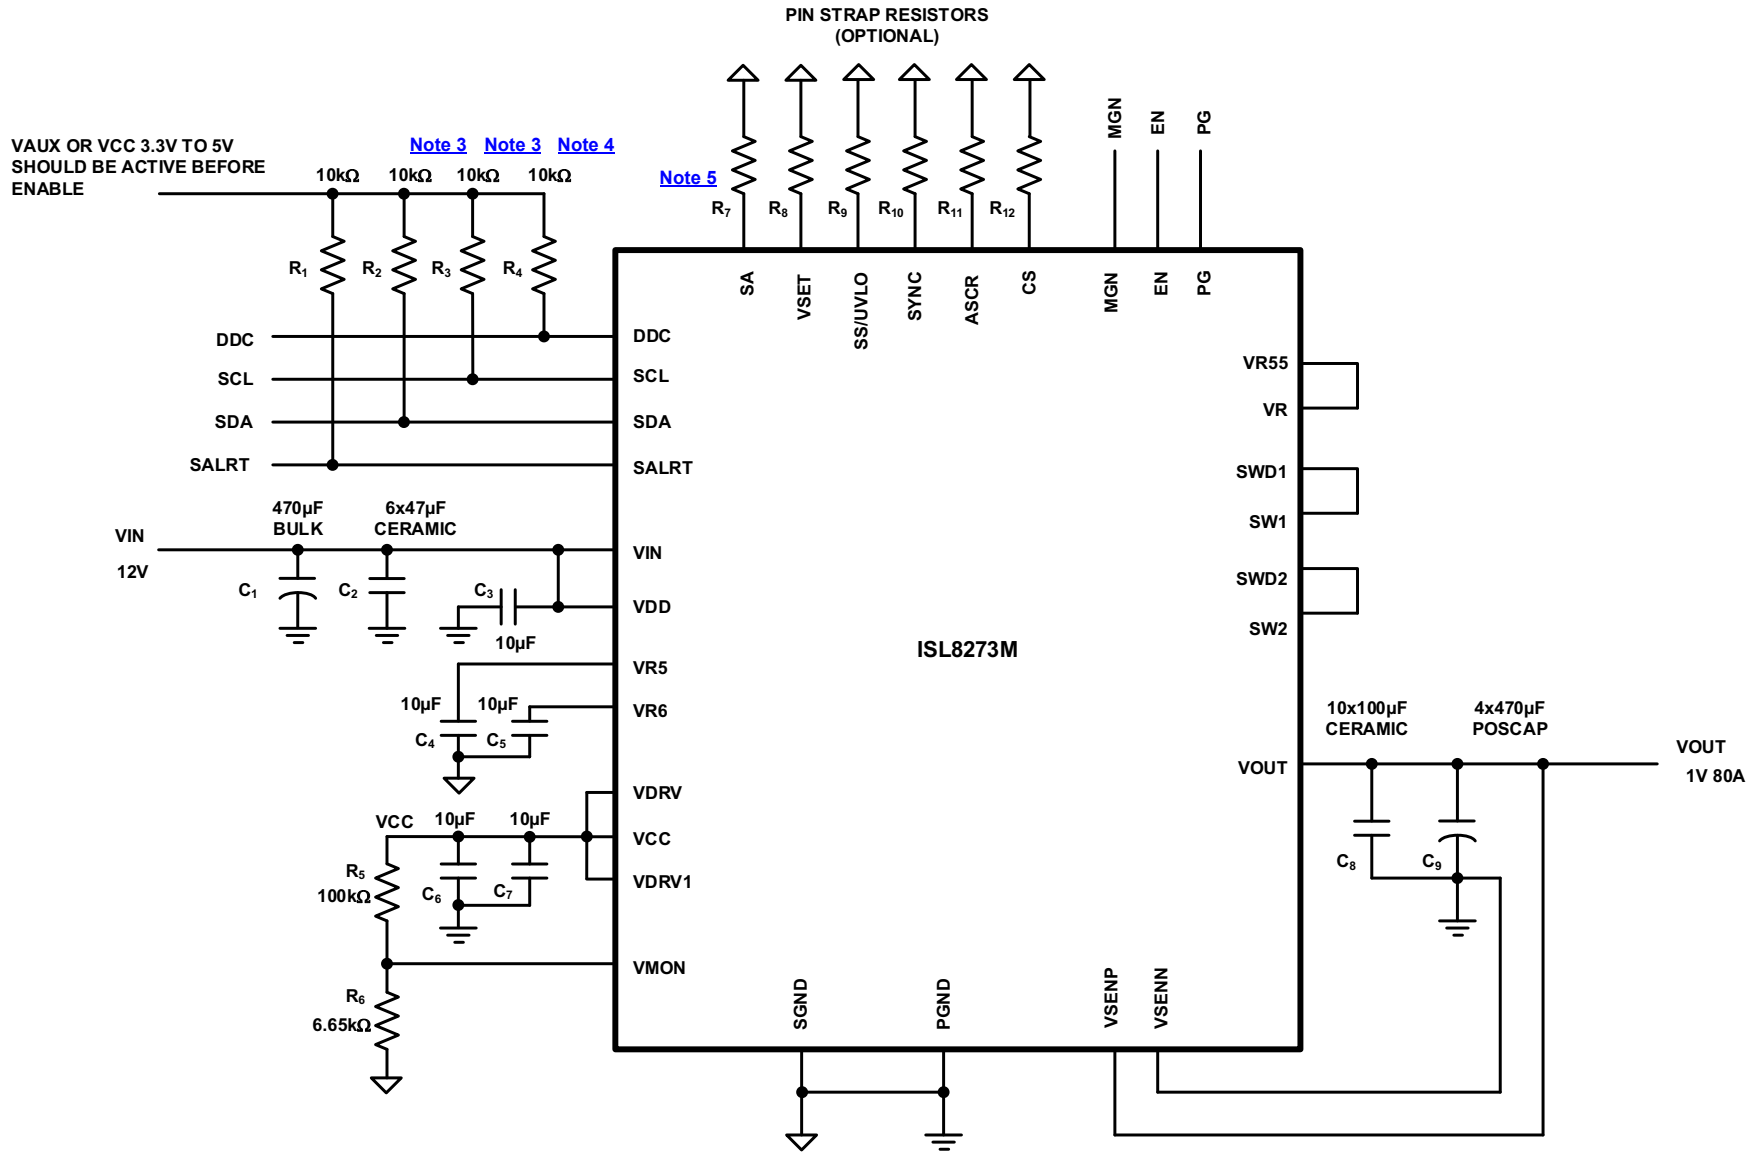 PIN STRAP RESISTORS
(OPTIONAL)
VAUX OR VCC 3.3V TO 5V
SHOULD BE ACTIVE BEFORE
ENABLE
Note 3
Note 3
Note 4
10kΩ
10kΩ
10kΩ
10kΩ
Note 5
R1
R2
R3
R4
R7
R8
R9
R10
R11
R12
MGN
EN
PG
SA
VSET
SS/UVLO
SYNC
ASCR
CS
MGN
EN
PG
DDC
SCL
SDA
SALRT
DDC
SCL
SDA
SALRT
VR55
VR
SWD1
SW1
SWD2
SW2
470µF
BULK
6x47µF
CERAMIC
VIN
12V
C1
C2
C3
10µF
VIN
VDD
ISL8273M
VR5
VR6
10µF
10µF
C4
C5
VDRV
VCC
VDRV1
VCC
10µF
10µF
R5
100kΩ
C6
C7
VMON
R6
6.65kΩ
10x100µF
CERAMIC
4x470µF
POSCAP
VOUT
VOUT
1V 80A
C8
C9
SGND
PGND
VSENP
VSENN